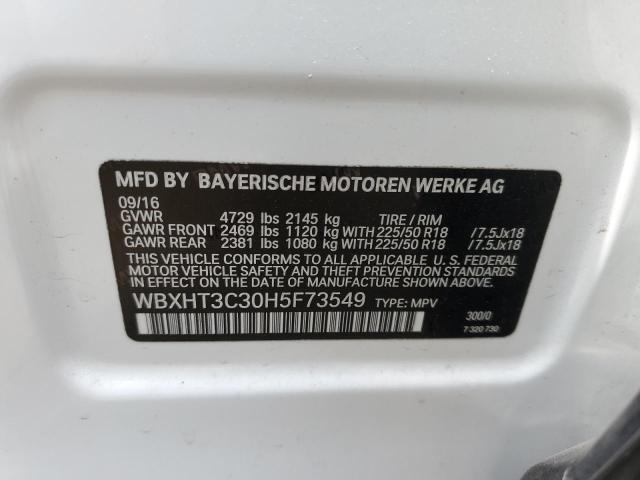 MFD BY BAYERISCHE MOTOREN WERKE AG
09/16
GVWR 4729 lbs 2145 kg TIRE / RIM
GAWR FRONT 2469 lbs 1120 kg WITH 225/50 R18 /7.5Jx18
GAWR REAR 2381 lbs 1080 kg WITH 225/50 R18 /7.5Jx18
THIS VEHICLE CONFORMS TO ALL APPLICABLE U. S. FEDERAL
MOTOR VEHICLE SAFETY, AND THEFT PREVENTION STANDARDS
IN EFFECT ON THE DATE OF MANUFACTURE SHOWN ABOVE.
WBXHT3C30H5F73549 TYPE: MPV
300/0
7 320 730